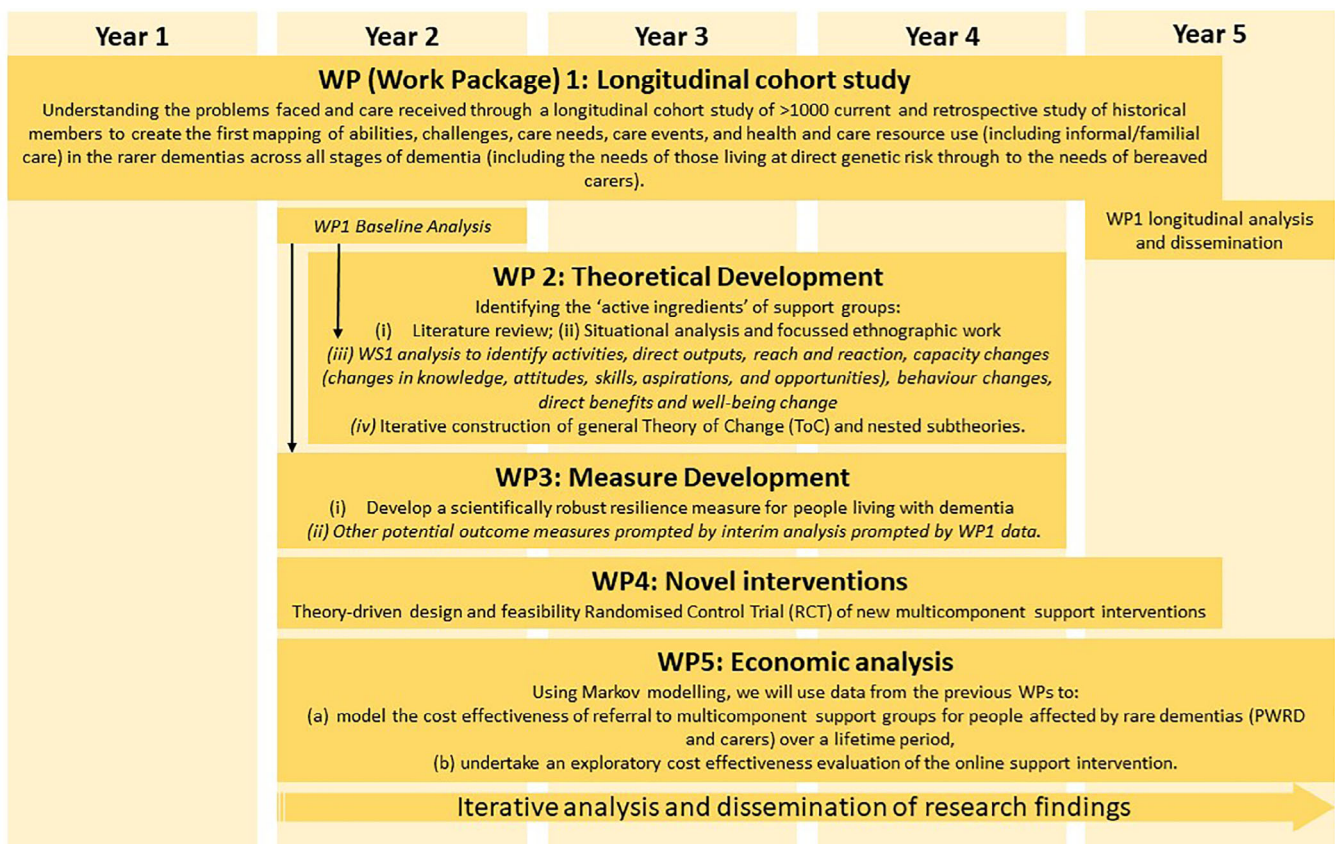 Year 1
Year 2
Year 3
Year 4
Year 5
WP (Work Package) 1: Longitudinal cohort study
Understanding the problems faced and care received through a longitudinal cohort study of >1000 current and retrospective study of historical
members to create the first mapping of abilities, challenges, care needs, care events, and health and care resource use (including informal/familial
care) in the rarer dementias across all stages of dementia (including the needs of those living at direct genetic risk through to the needs of bereaved
carers).
WP1 Baseline Analysis
WP1 longitudinal analysis
and dissemination
WP 2: Theoretical Development
Identifying the ‘active ingredients’ of support groups:
(i) Literature review; (ii) Situational analysis and focussed ethnographic work
(iii) WS1 analysis to identify activities, direct outputs, reach and reaction, capacity changes
(changes in knowledge, attitudes, skills, aspirations, and opportunities), behaviour changes,
direct benefits and well-being change
(iv) Iterative construction of general Theory of Change (ToC) and nested subtheories.
WP3: Measure Development
(i) Develop a scientifically robust resilience measure for people living with dementia
(ii) Other potential outcome measures prompted by interim analysis prompted by WP1 data.
WP4: Novel interventions
Theory-driven design and feasibility Randomised Control Trial (RCT) of new multicomponent support interventions
WP5: Economic analysis
Using Markov modelling, we will use data from the previous WPs to:
(a) model the cost effectiveness of referral to multicomponent support groups for people affected by rare dementias (PWRD
and carers) over a lifetime period,
(b) undertake an exploratory cost effectiveness evaluation of the online support intervention.
Iterative analysis and dissemination of research findings